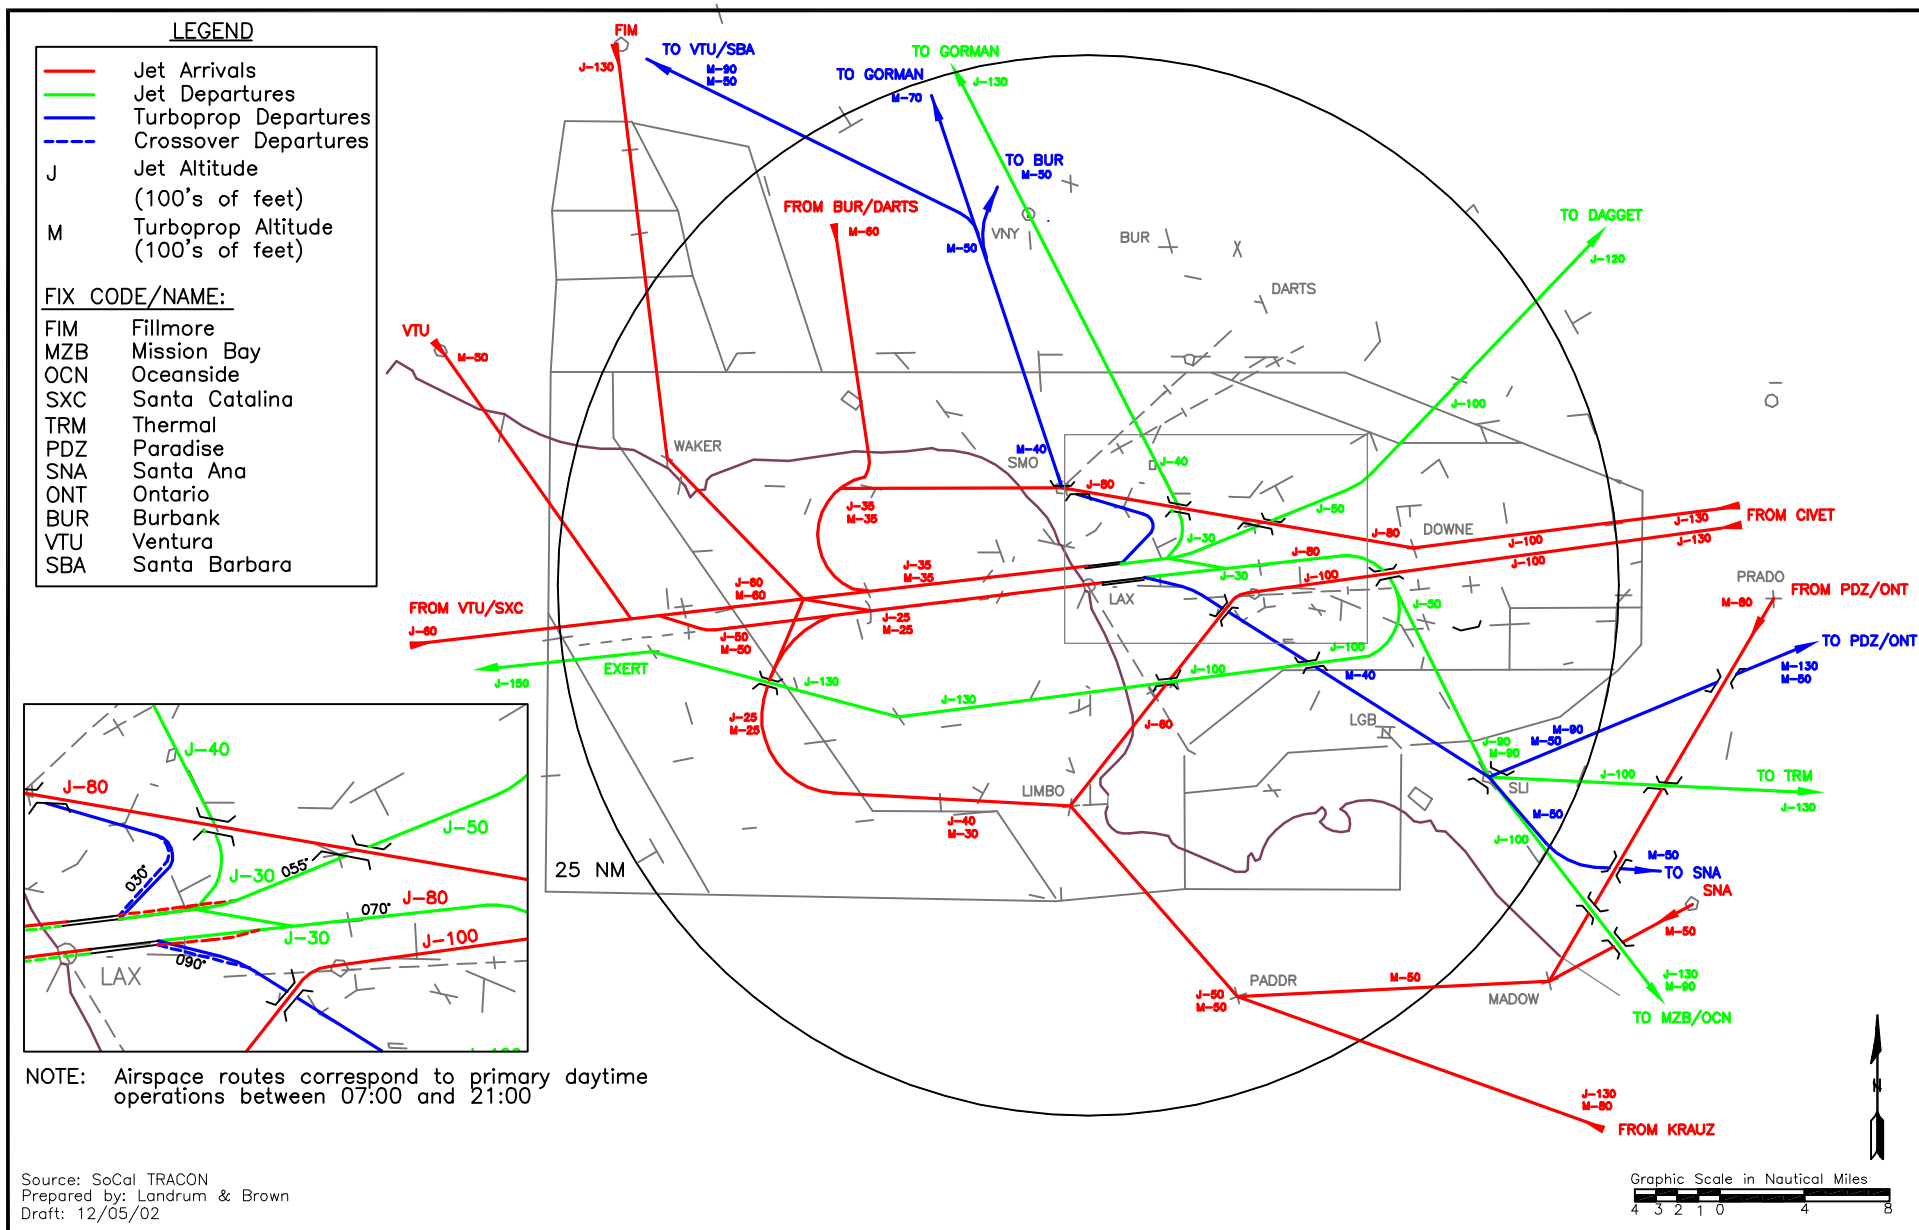 LEGEND
Jet Arrivals
Jet Departures
Turboprop Departures
Crossover Departures
J Jet Altitude
(100's of feet)
M Turboprop Altitude
(100's of feet)
FIX CODE/NAME:
FIM Fillmore
MZB Mission Bay
OCN Oceanside
SXC Santa Catalina
TRM Thermal
PDZ Paradise
SNA Santa Ana
ONT Ontario
BUR Burbank
VTU Ventura
SBA Santa Barbara
FIM
J-130
TO VTU/SBA
M-90
M-50
TO GORMAN
M-70
TO GORMAN
J-130
TO BUR
M-50
FROM BUR/DARTS
M-60
M-50
VNY
BUR
DARTS
TO DAGGET
J-120
VTU
M-50
WAKER
M-40
SMO
J-40
J-100
J-80
J-50
J-80
DOWNE
J-130
FROM CIVET
J-100
J-130
J-100
J-35
M-35
J-30
J-80
J-35
M-35
J-30
J-100
LAX
J-60
M-60
FROM VTU/SXC
J-60
J-25
M-25
J-50
M-50
J-50
PRADO
M-80
FROM PDZ/ONT
TO PDZ/ONT
M-130
M-50
EXERT
J-150
J-130
J-130
J-100
J-100
M-40
J-25
M-25
J-60
LGB
M-90
M-50
J-90
M-90
J-100
TO TRM
J-130
SLI
LIMBO
J-40
M-30
M-50
J-100
M-50
TO SNA
SNA
M-50
25 NM
PADDR
J-50
M-50
M-50
MADOW
J-130
M-90
TO MZB/OCN
J-130
M-80
FROM KRAUZ
J-40
J-80
J-50
030°
J-30
055°
J-80
070°
J-30
J-100
090°
LAX
NOTE: Airspace routes correspond to primary daytime
operations between 07:00 and 21:00
N
Source: SoCal TRACON
Prepared by: Landrum & Brown
Draft: 12/05/02
Graphic Scale in Nautical Miles
4 3 2 1 0 4 8